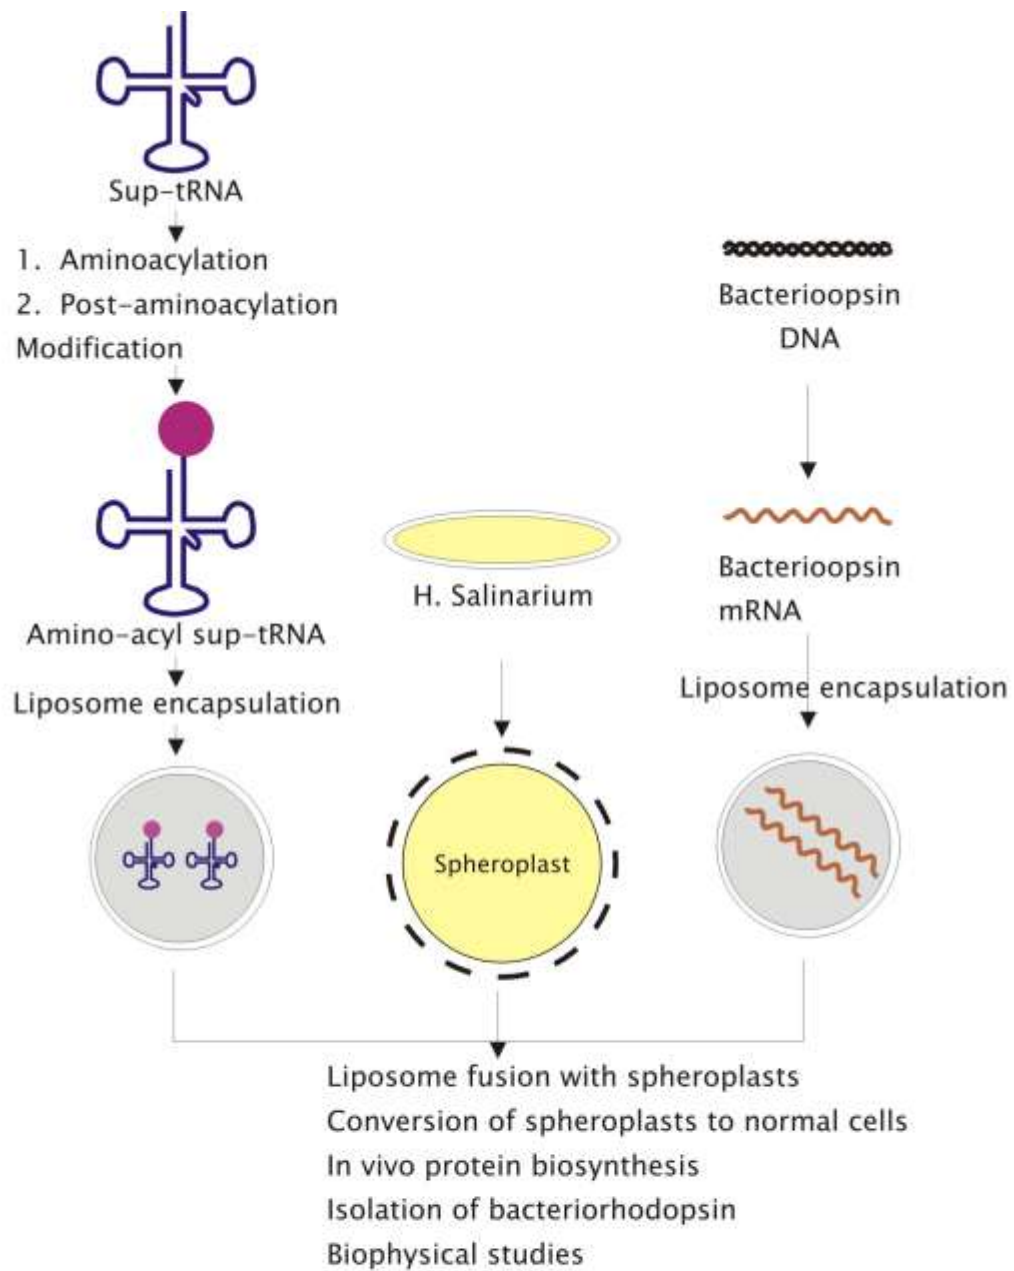 Sup-tRNA
1. Aminoacylation
2. Post-aminoacylation
Modification
Amino-acyl sup-tRNA
Liposome encapsulation
H. Salinarium
Spheroplast
Bacterioopsin
DNA
Bacterioopsin
mRNA
Liposome encapsulation
Liposome fusion with spheroplasts
Conversion of spheroplasts to normal cells
In vivo protein biosynthesis
Isolation of bacteriorhodopsin
Biophysical studies